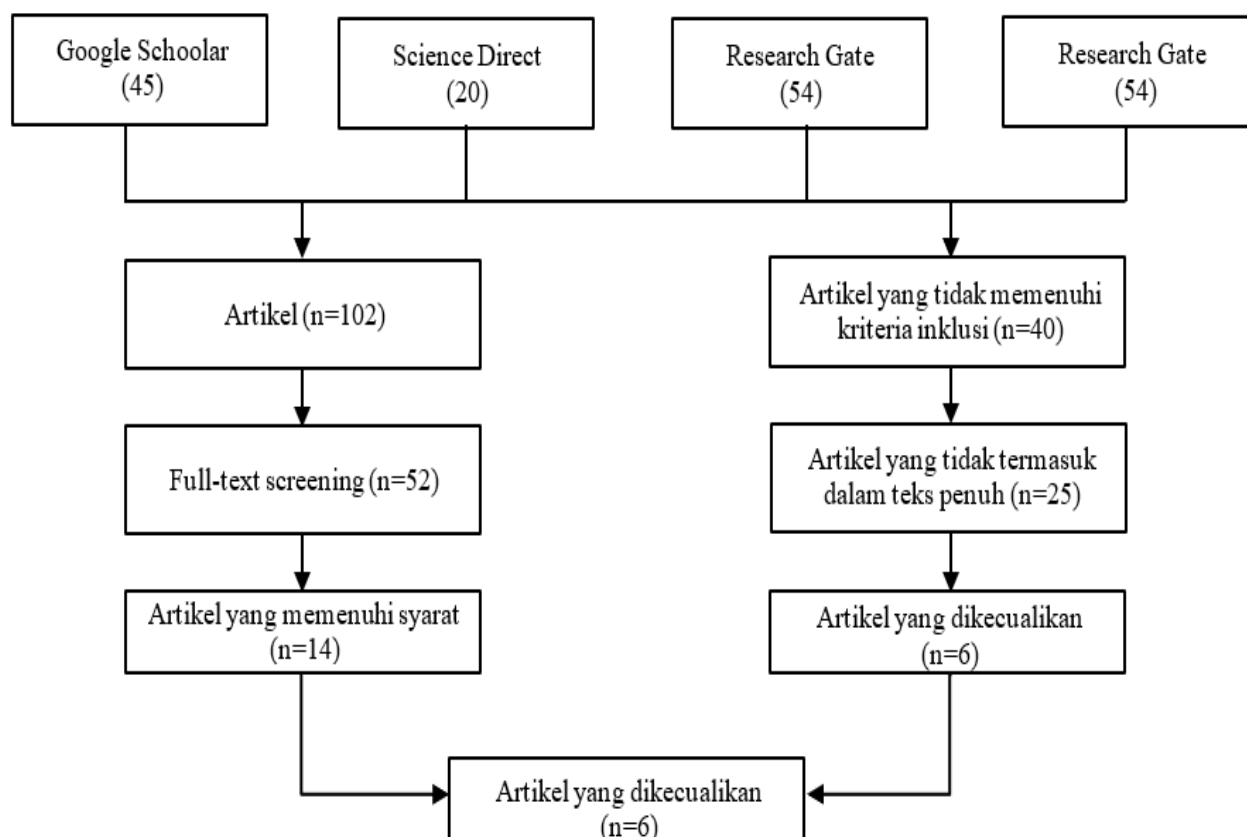 Google Schoolar
(45)
Science Direct
(20)
Research Gate
(54)
Research Gate
(54)
Artikel (n=102)
Artikel yang tidak memenuhi
kriteria inklusi (n=40)
Full-text screening (n=52)
Artikel yang tidak termasuk
dalam teks penuh (n=25)
Artikel yang memenuhi syarat
(n=14)
Artikel yang dikecualikan
(n=6)
Artikel yang dikecualikan
(n=6)